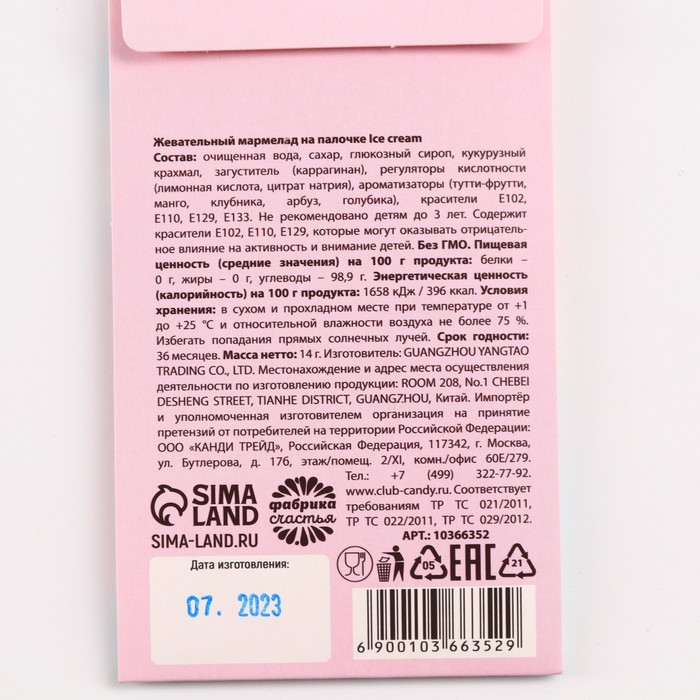 Жевательный мармелад на палочке Ice cream
Состав: очищенная вода, сахар, глюкозный сироп, кукурузный
крахмал, загуститель (каррагинан), регуляторы кислотности
(лимонная кислота, цитрат натрия), ароматизаторы (тутти-фрутти,
манго, клубника, арбуз, голубика), красители Е102,
Е110, Е129, Е133. Не рекомендовано детям до 3 лет. Содержит
красители Е102, Е110, Е129, которые могут оказывать отрицатель-
ное влияние на активность и внимание детей. Без ГМО. Пищевая
ценность (средние значения) на 100 г продукта: белки –
0 г, жиры – 0 г, углеводы – 98,9 г. Энергетическая ценность
(калорийность) на 100 г продукта: 1658 кДж / 396 ккал. Условия
хранения: в сухом и прохладном месте при температуре от +1
до +25 °С и относительной влажности воздуха не более 75 %.
Избегать попадания прямых солнечных лучей. Срок годности:
36 месяцев. Масса нетто: 14 г. Изготовитель: GUANGZHOU YANGTAO
TRADING CO., LTD. Местонахождение и адрес места осуществления
деятельности по изготовлению продукции: ROOM 208, No.1 CHEBEI
DESHENG STREET, TIANHE DISTRICT, GUANGZHOU, Китай. Импортёр
и уполномоченная изготовителем организация на принятие
претензий от потребителей на территории Российской Федерации:
ООО «КАНДИ ТРЕЙД», Российская Федерация, 117342, г. Москва,
ул. Бутлерова, д. 17б, этаж/помещ. 2/XI, комн./офис 60Е/279.
Тел.: +7 (499) 322-77-92.
www.club-candy.ru. Соответствует
требованиям ТР ТС 021/2011,
ТР ТС 022/2011, ТР ТС 029/2012.
АРТ.: 10366352
SIMA
LAND
SIMA-LAND.RU
фабрика
счастья
Дата изготовления:
07. 2023
05
EAC
21
6 900103 663529